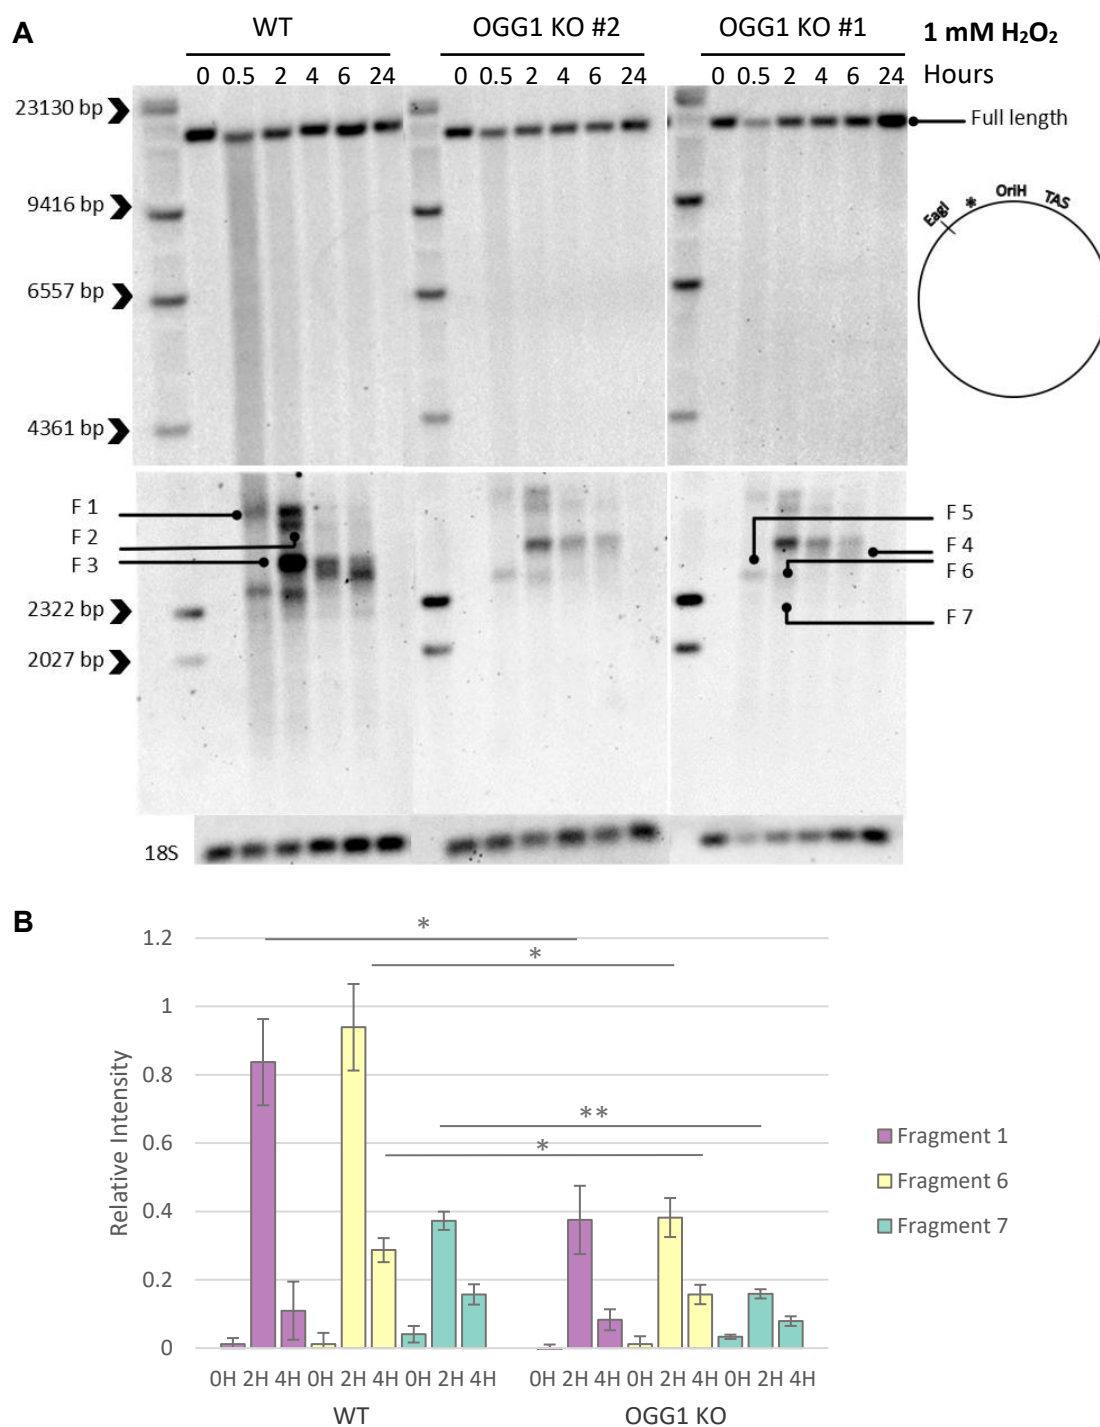 A
WT OGG1 KO #2 OGG1 KO #1 1 mM H₂O₂
0 0.5 2 4 6 24 0 0.5 2 4 6 24 0 0.5 2 4 6 24 Hours
23130 bp
Full length
9416 bp
EagI * OriH TAS
6557 bp
4361 bp
F 1
F 2
F 3
F 5
F 4
F 6
F 7
2322 bp
2027 bp
18S
B
* 
*
**
*
1.2
1
0.8
0.6
0.4
0.2
0
Relative Intensity
Fragment 1
Fragment 6
Fragment 7
0H 2H 4H 0H 2H 4H 0H 2H 4H 0H 2H 4H 0H 2H 4H 0H 2H 4H
WT OGG1 KO